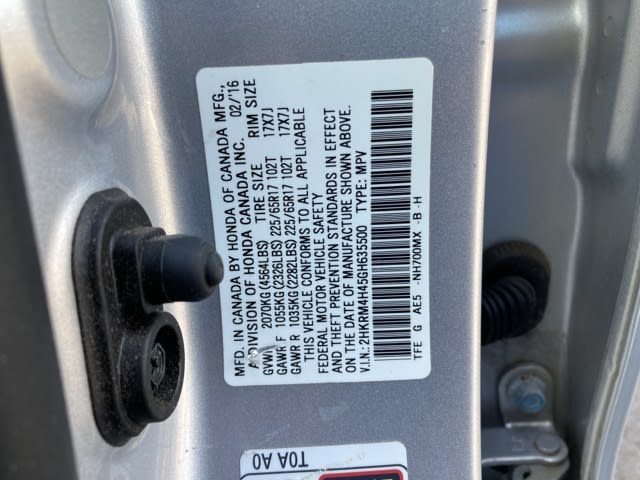 MFD. IN CANADA BY HONDA OF CANADA MFG.,
A DIVISION OF HONDA CANADA INC. 02/'16
TIRE SIZE RIM SIZE
GVWR 2070KG (4564LBS)
GAWR F 1055KG (2326LBS) 225/65R17 102T 17X7J
GAWR R 1035KG (2282LBS) 225/65R17 102T 17X7J
THIS VEHICLE CONFORMS TO ALL APPLICABLE
FEDERAL MOTOR VEHICLE SAFETY
AND THEFT PREVENTION STANDARDS IN EFFECT
ON THE DATE OF MANUFACTURE SHOWN ABOVE.
V.I.N.: 2HKRM4H45GH635500 TYPE: MPV
TFE G AE5 -NH700MX -B -H
T0A A0